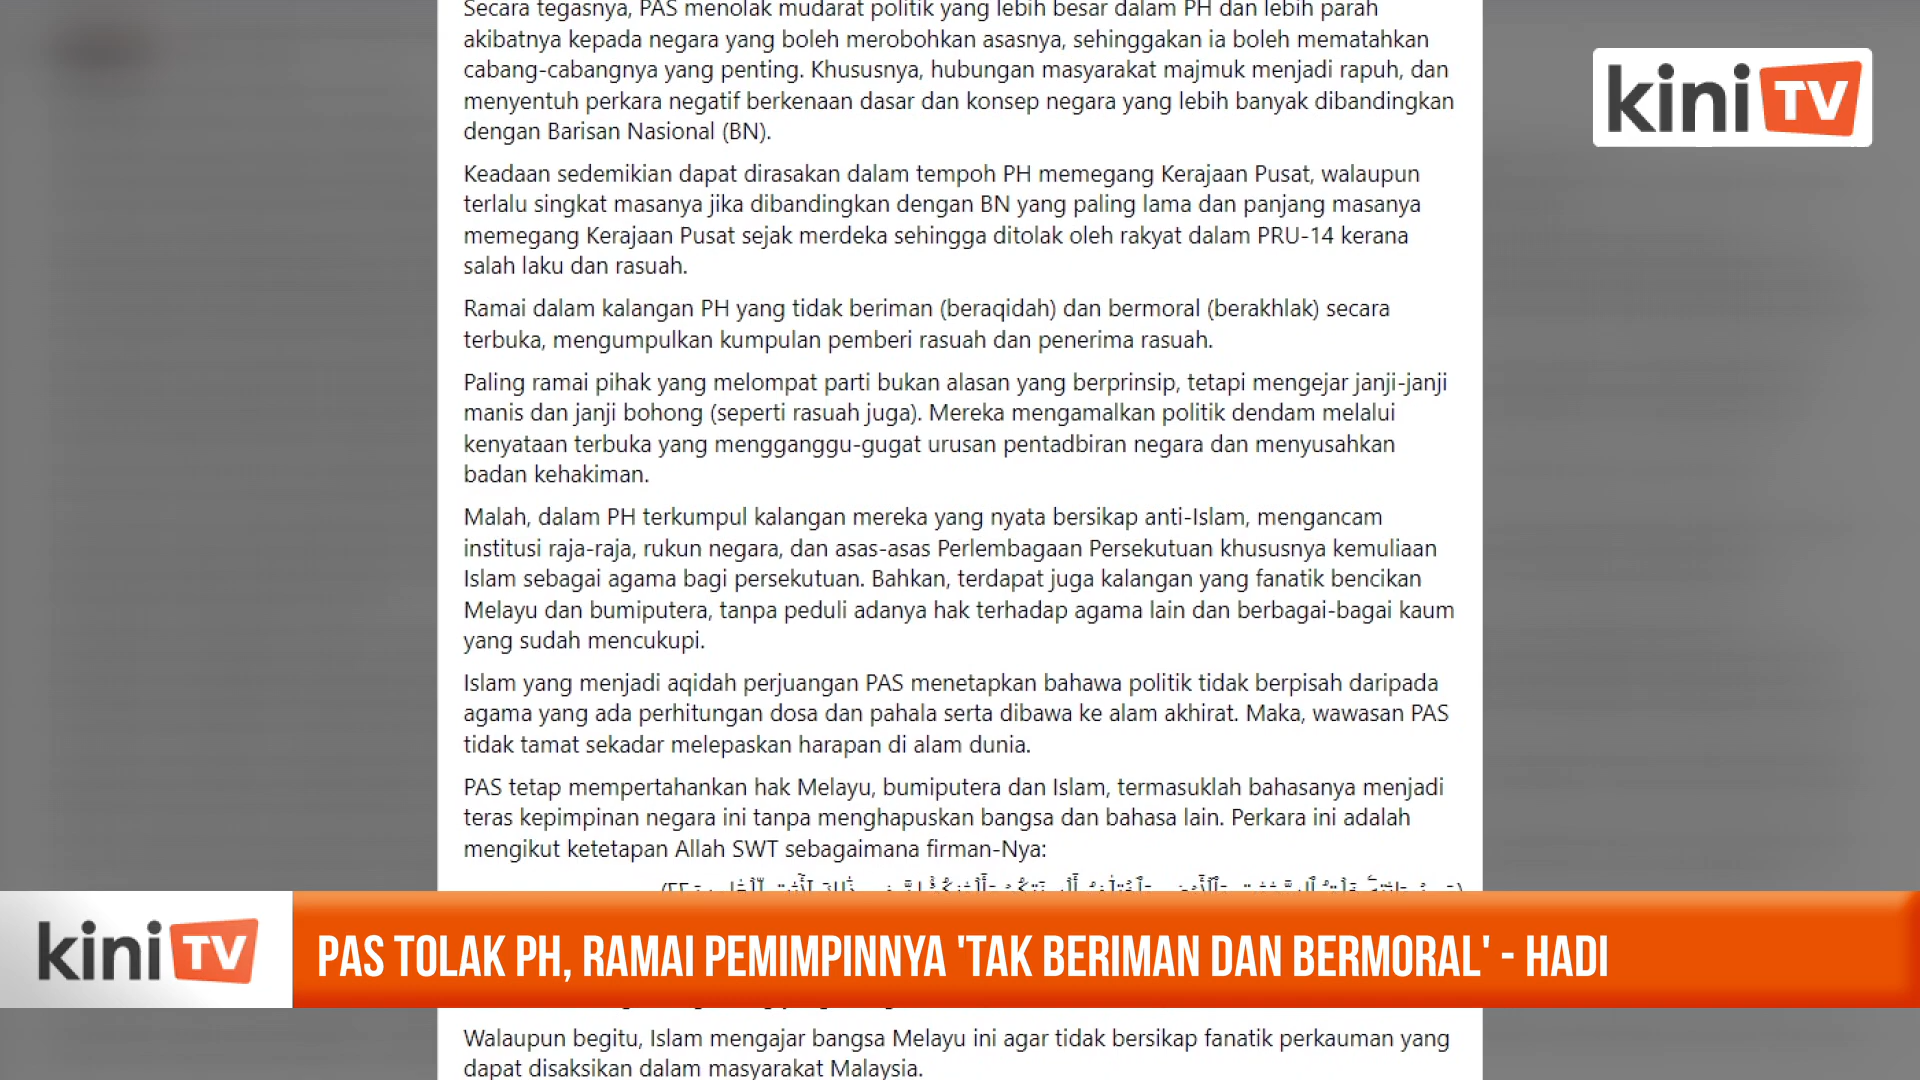 Secara tegasnya, PAS menolak mudarat politik yang lebih besar dalam PH dan lebih parah
akibatnya kepada negara yang boleh merobohkan asasnya, sehinggakan ia boleh mematahkan
cabang-cabangnya yang penting. Khususnya, hubungan masyarakat majmuk menjadi rapuh, dan
menyentuh perkara negatif berkenaan dasar dan konsep negara yang lebih banyak dibandingkan
dengan Barisan Nasional (BN).
kini TV
Keadaan sedemikian dapat dirasakan dalam tempoh PH memegang Kerajaan Pusat, walaupun
terlalu singkat masanya jika dibandingkan dengan BN yang paling lama dan panjang masanya
memegang Kerajaan Pusat sejak merdeka sehingga ditolak oleh rakyat dalam PRU-14 kerana
salah laku dan rasuah.
Ramai dalam kalangan PH yang tidak beriman (beraqidah) dan bermoral (berakhlak) secara
terbuka, mengumpulkan kumpulan pemberi rasuah dan penerima rasuah.
Paling ramai pihak yang melompat parti bukan alasan yang berprinsip, tetapi mengejar janji-janji
manis dan janji bohong (seperti rasuah juga). Mereka mengamalkan politik dendam melalui
kenyataan terbuka yang mengganggu-gugat urusan pentadbiran negara dan menyusahkan
badan kehakiman.
Malah, dalam PH terkumpul kalangan mereka yang nyata bersikap anti-Islam, mengancam
institusi raja-raja, rukun negara, dan asas-asas Perlembagaan Persekutuan khususnya kemuliaan
Islam sebagai agama bagi persekutuan. Bahkan, terdapat juga kalangan yang fanatik bencikan
Melayu dan bumiputera, tanpa peduli adanya hak terhadap agama lain dan berbagai-bagai kaum
yang sudah mencukupi.
Islam yang menjadi aqidah perjuangan PAS menetapkan bahawa politik tidak berpisah daripada
agama yang ada perhitungan dosa dan pahala serta dibawa ke alam akhirat. Maka, wawasan PAS
tidak tamat sekadar melepaskan harapan di alam dunia.
PAS tetap mempertahankan hak Melayu, bumiputera dan Islam, termasuklah bahasanya menjadi
teras kepimpinan negara ini tanpa menghapuskan bangsa dan bahasa lain. Perkara ini adalah
mengikut ketetapan Allah SWT sebagaimana firman-Nya:
kini TV
PAS TOLAK PH, RAMAI PEMIMPINNYA 'TAK BERIMAN DAN BERMORAL' - HADI
Walaupun begitu, Islam mengajar bangsa Melayu ini agar tidak bersikap fanatik perkauman yang
dapat disaksikan dalam masyarakat Malaysia.